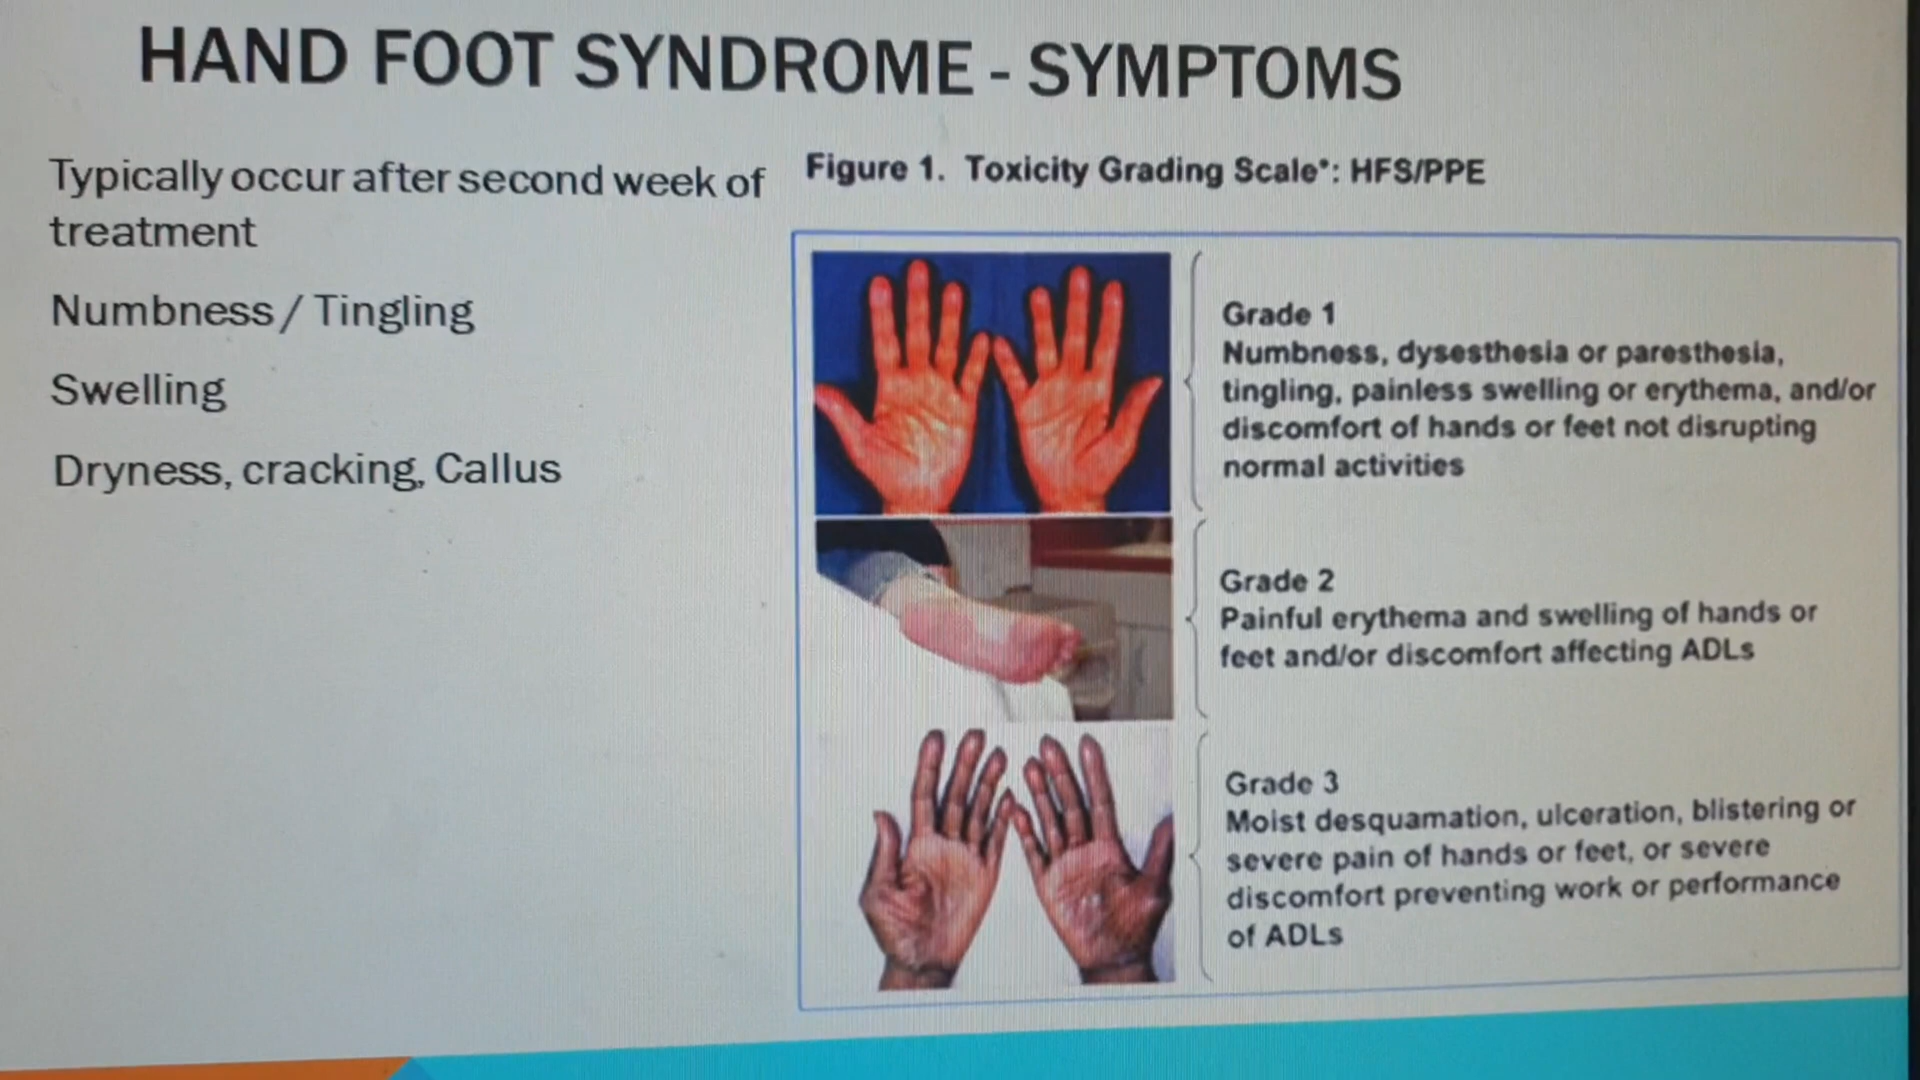 HAND FOOT SYNDROME - SYMPTOMS
Typically occur after second week of
treatment
Numbness / Tingling
Swelling
Dryness, cracking, Callus
Figure 1. Toxicity Grading Scale*: HFS/PPE
Grade 1
Numbness, dysesthesia or paresthesia,
tingling, painless swelling or erythema, and/or
discomfort of hands or feet not disrupting
normal activities
Grade 2
Painful erythema and swelling of hands or
feet and/or discomfort affecting ADLs
Grade 3
Moist desquamation, ulceration, blistering or
severe pain of hands or feet, or severe
discomfort preventing work or performance
of ADLs